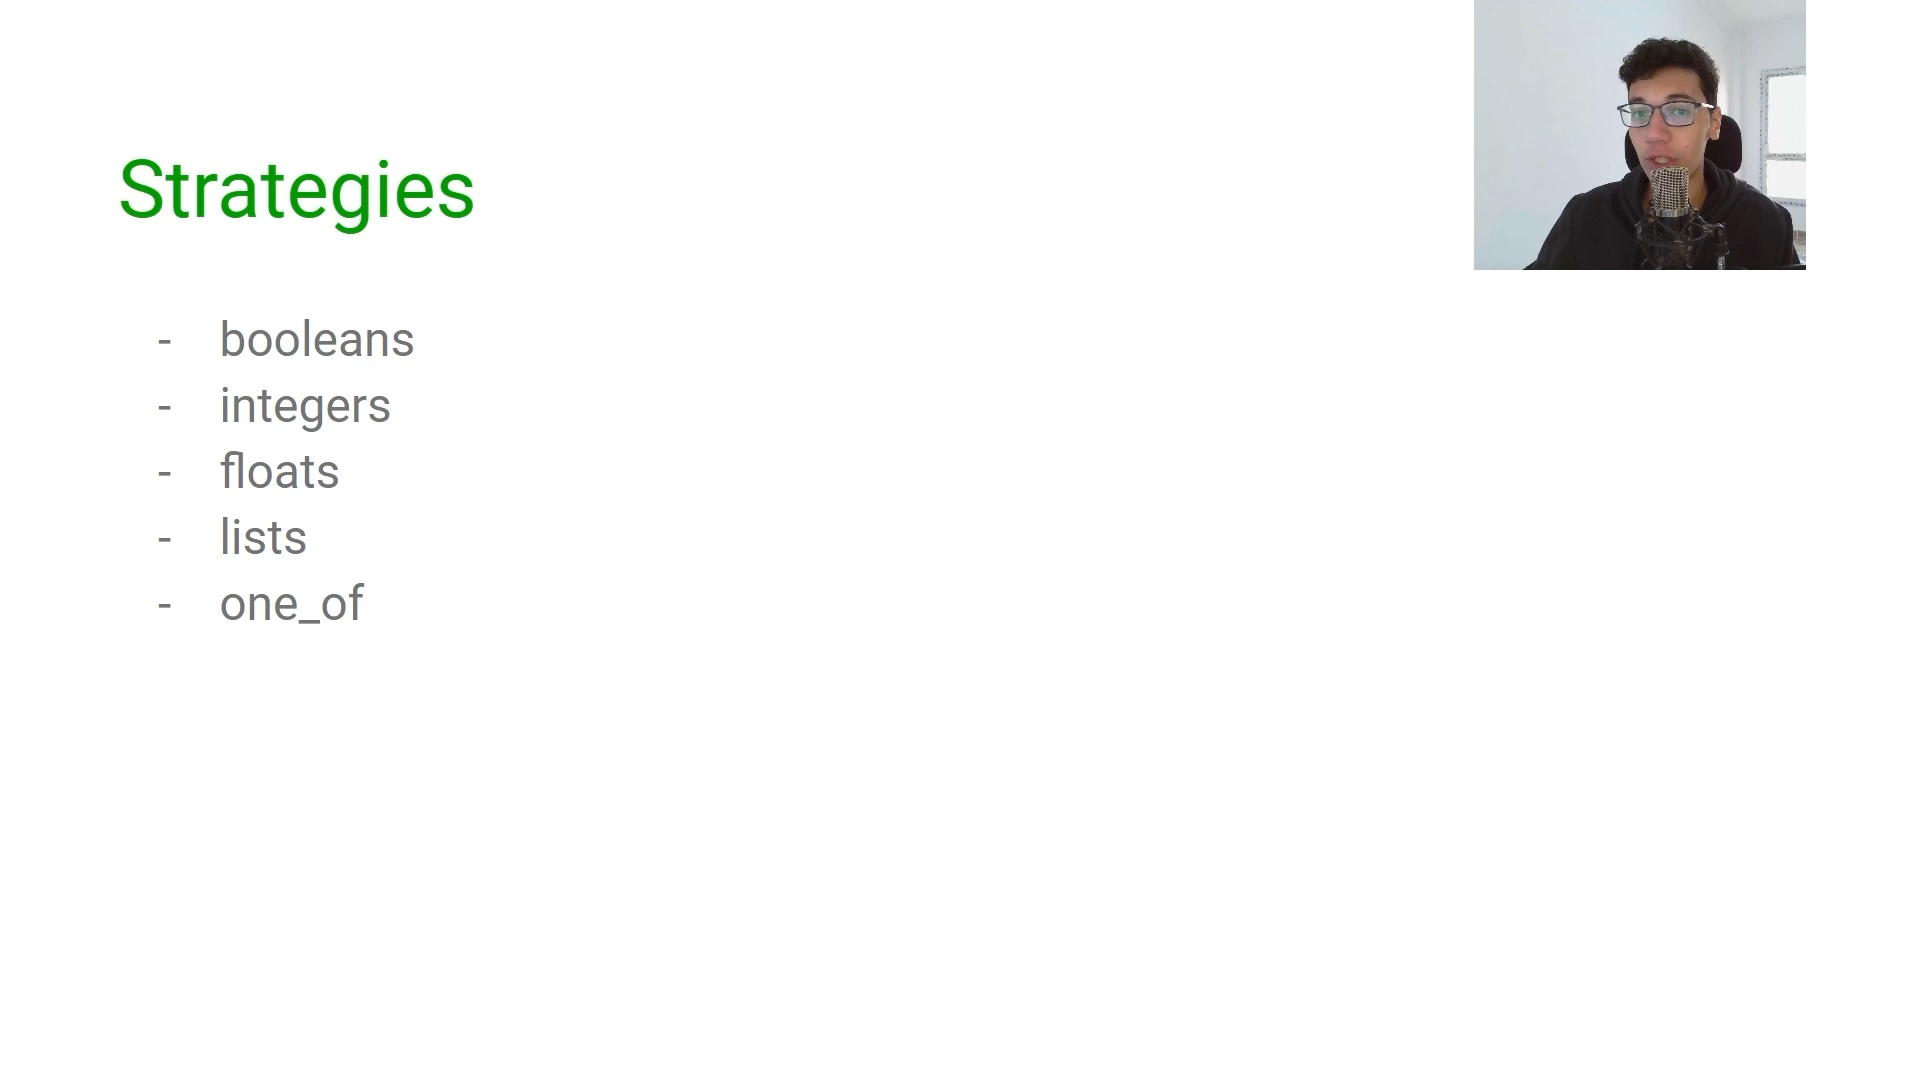 Strategies
- booleans
- integers
- floats
- lists
- one_of